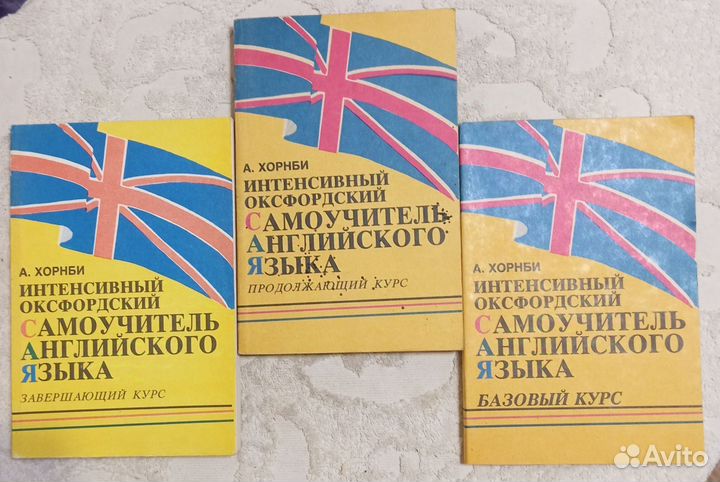 А. ХОРНБИ
ИНТЕНСИВНЫЙ
ОКСФОРДСКИЙ
САМОУЧИТЕЛЬ
АНГЛИЙСКОГО
ЯЗЫКА
ЗАВЕРШАЮЩИЙ КУРС
А. ХОРНБИ
ИНТЕНСИВНЫЙ
ОКСФОРДСКИЙ
САМОУЧИТЕЛЬ
АНГЛИЙСКОГО
ЯЗЫКА
ПРОДОЛЖАЮЩИЙ КУРС
А. ХОРНБИ
ИНТЕНСИВНЫЙ
ОКСФОРДСКИЙ
САМОУЧИТЕЛЬ
АНГЛИЙСКОГО
ЯЗЫКА
БАЗОВЫЙ КУРС
Avito